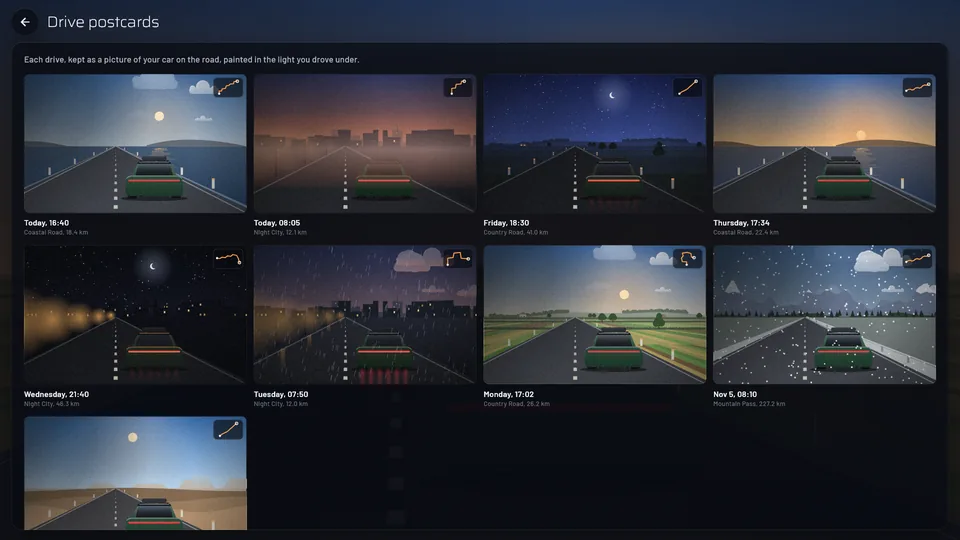 Drive postcards
Each drive, kept as a picture of your car on the road, painted in the light you drove under.
Today, 16:40
Coastal Road, 18.4 km
Today, 08:05
Night City, 12.1 km
Friday, 18:30
Country Road, 41.0 km
Thursday, 17:34
Coastal Road, 22.4 km
Wednesday, 21:40
Night City, 46.3 km
Tuesday, 07:50
Night City, 12.0 km
Monday, 17:02
Country Road, 26.2 km
Nov 5, 08:10
Mountain Pass, 227.2 km